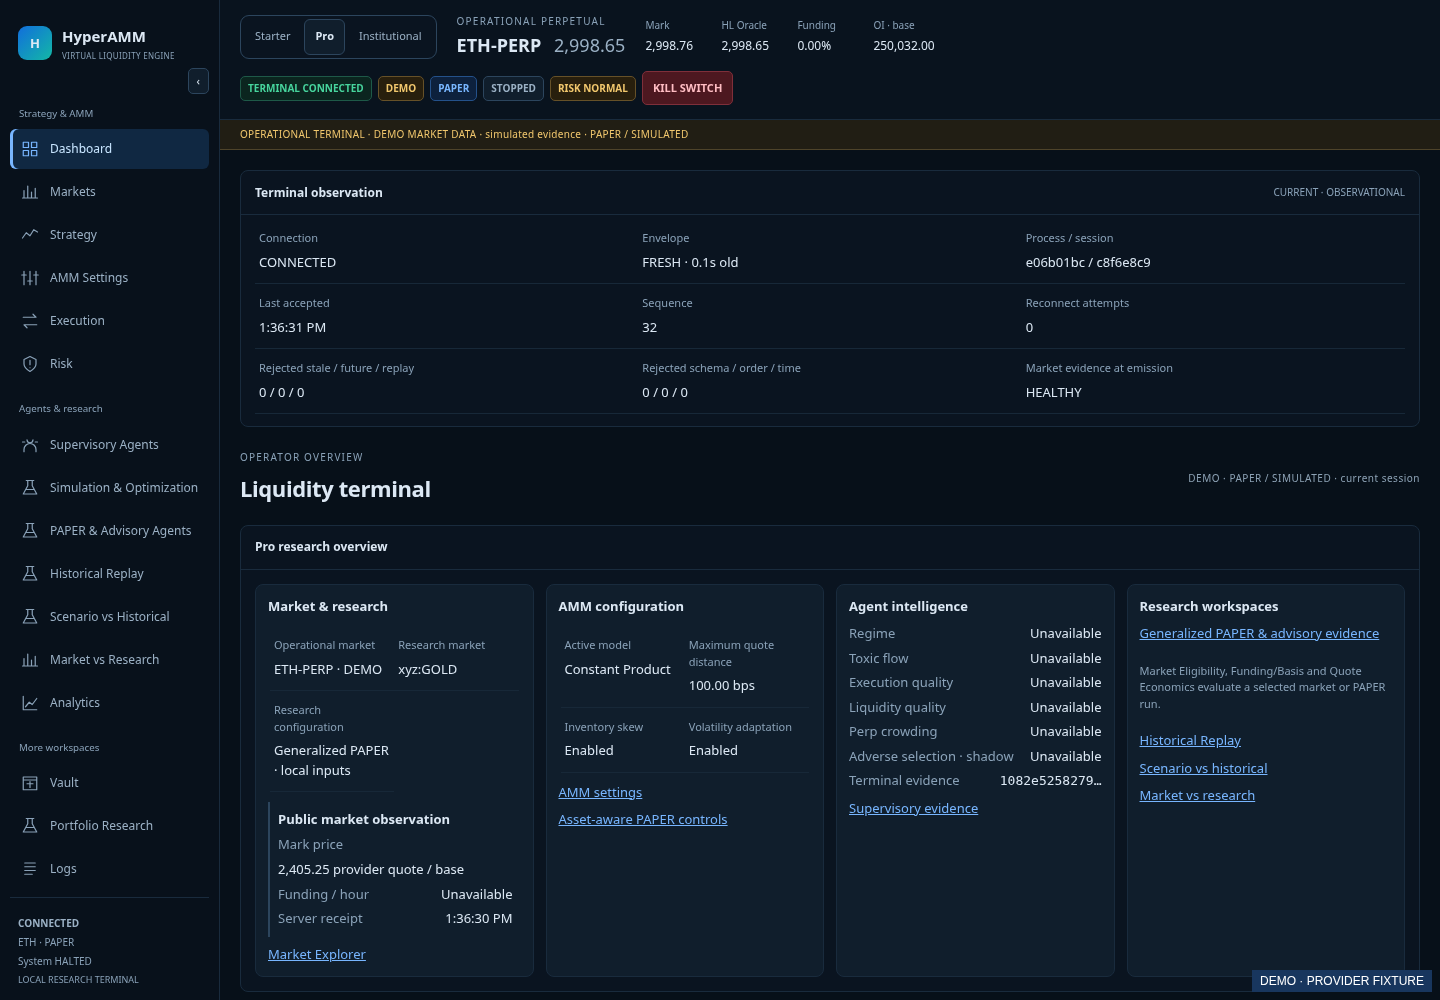 H
HyperAMM
VIRTUAL LIQUIDITY ENGINE
‹
Strategy & AMM
Dashboard
Markets
Strategy
AMM Settings
Execution
Risk
Agents & research
Supervisory Agents
Simulation & Optimization
PAPER & Advisory Agents
Historical Replay
Scenario vs Historical
Market vs Research
Analytics
More workspaces
Vault
Portfolio Research
Logs
CONNECTED
ETH · PAPER
System HALTED
LOCAL RESEARCH TERMINAL
Starter Pro Institutional
OPERATIONAL PERPETUAL
ETH-PERP 2,998.65
Mark
2,998.76
HL Oracle
2,998.65
Funding
0.00%
OI · base
250,032.00
TERMINAL CONNECTED DEMO PAPER STOPPED RISK NORMAL KILL SWITCH
OPERATIONAL TERMINAL · DEMO MARKET DATA · simulated evidence · PAPER / SIMULATED
Terminal observation CURRENT · OBSERVATIONAL
Connection
CONNECTED
Envelope
FRESH · 0.1s old
Process / session
e06b01bc / c8f6e8c9
Last accepted
1:36:31 PM
Sequence
32
Reconnect attempts
0
Rejected stale / future / replay
0 / 0 / 0
Rejected schema / order / time
0 / 0 / 0
Market evidence at emission
HEALTHY
OPERATOR OVERVIEW
Liquidity terminal
DEMO · PAPER / SIMULATED · current session
Pro research overview
Market & research
Operational market
ETH-PERP · DEMO
Research market
xyz:GOLD
Research
configuration
Generalized PAPER
· local inputs
Public market observation
Mark price
2,405.25 provider quote / base
Funding / hour Unavailable
Server receipt 1:36:30 PM
Market Explorer
AMM configuration
Active model
Constant Product
Maximum quote
distance
100.00 bps
Inventory skew
Enabled
Volatility adaptation
Enabled
AMM settings
Asset-aware PAPER controls
Agent intelligence
Regime Unavailable
Toxic flow Unavailable
Execution quality Unavailable
Liquidity quality Unavailable
Perp crowding Unavailable
Adverse selection · shadow Unavailable
Terminal evidence 1082e5258279…
Supervisory evidence
Research workspaces
Generalized PAPER & advisory evidence
Market Eligibility, Funding/Basis and Quote
Economics evaluate a selected market or PAPER
run.
Historical Replay
Scenario vs historical
Market vs research
DEMO · PROVIDER FIXTURE